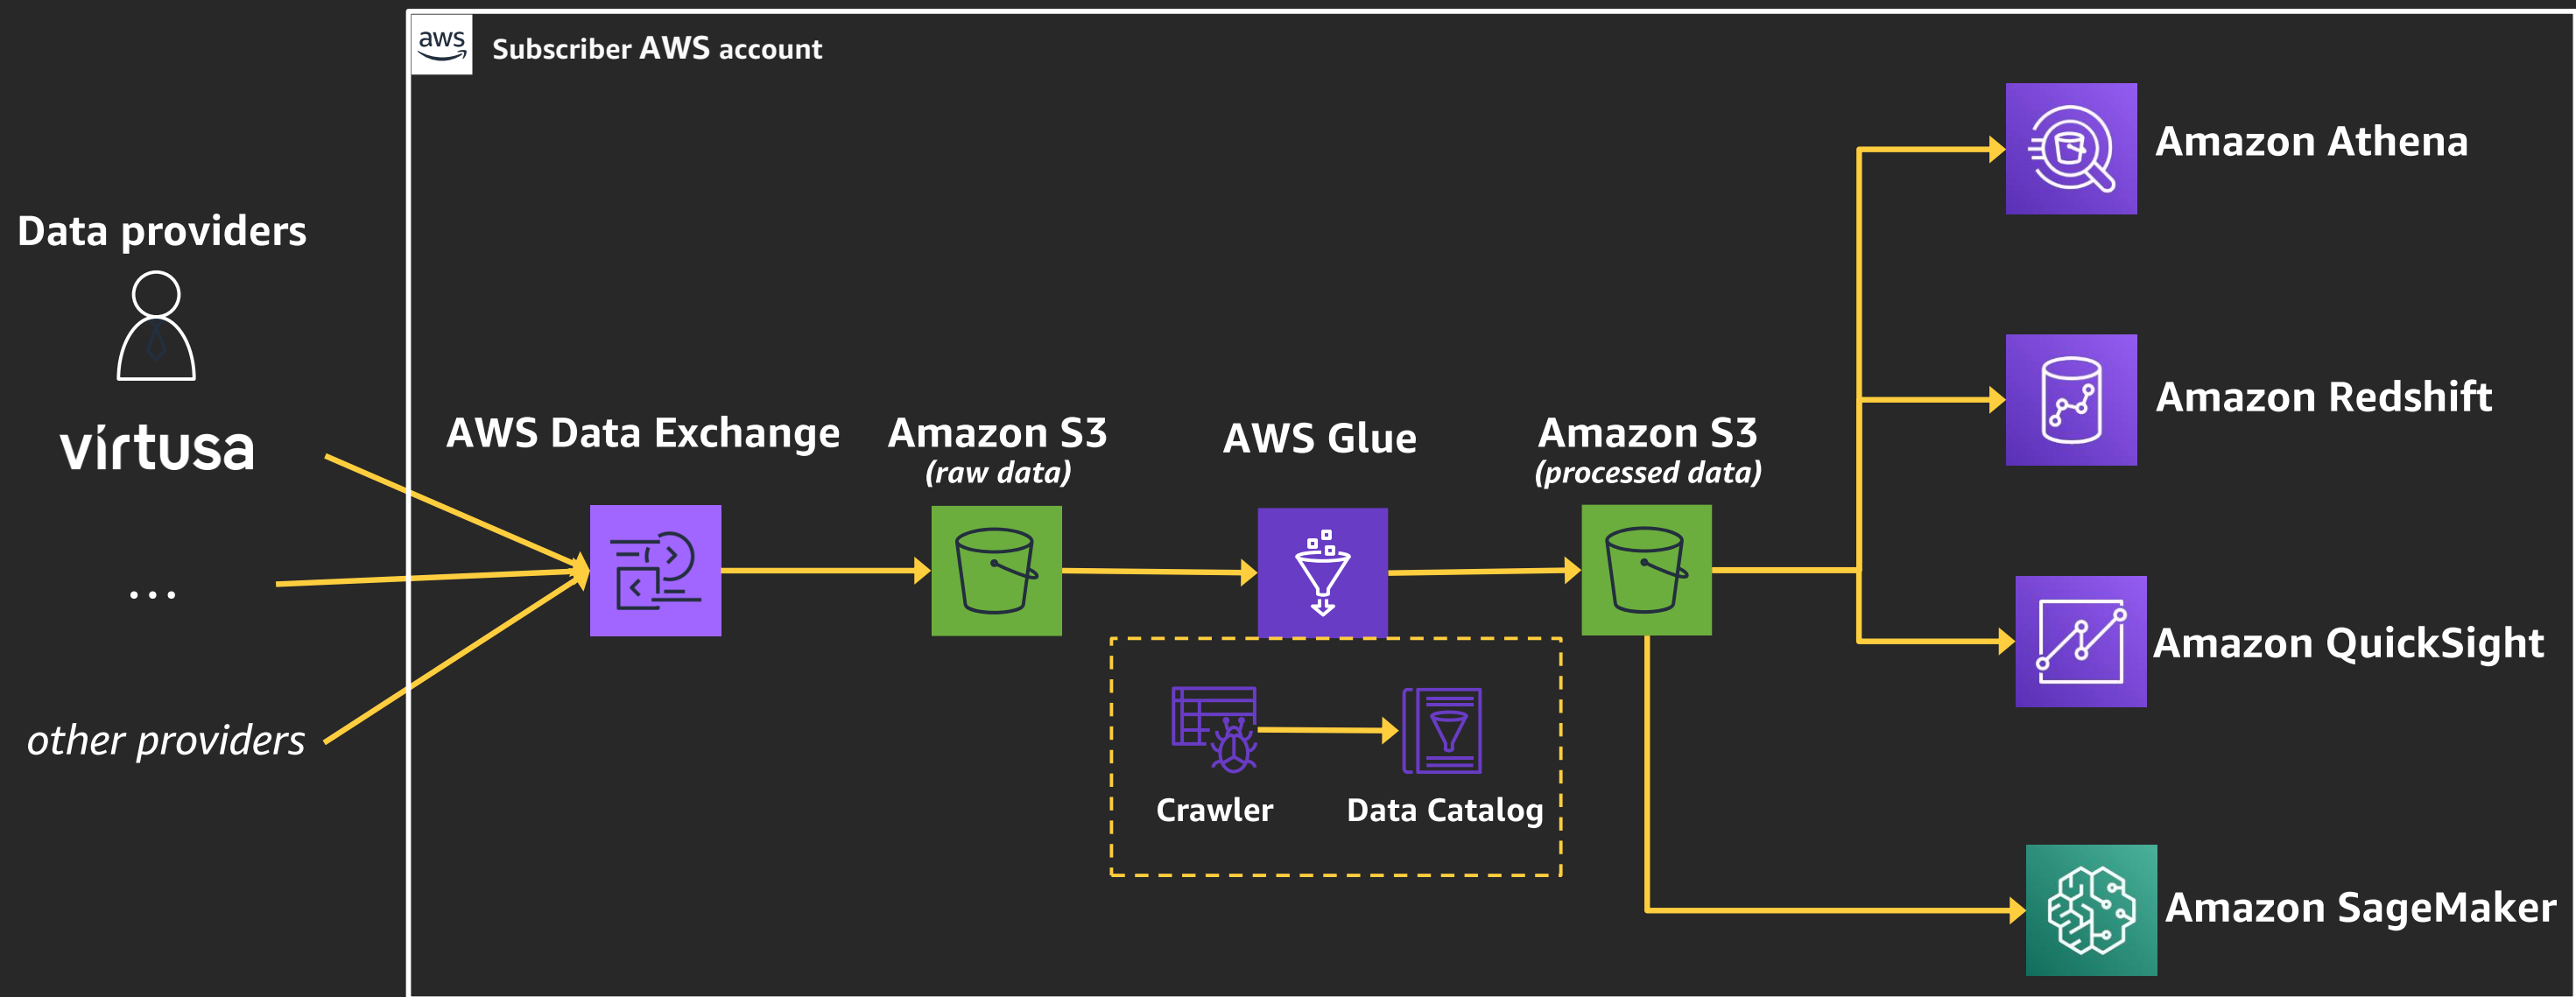 aws
Subscriber AWS account
Data providers
virtusa
...
other providers
AWS Data Exchange
Amazon S3
(raw data)
AWS Glue
Crawler
Data Catalog
Amazon S3
(processed data)
Amazon Athena
Amazon Redshift
Amazon QuickSight
Amazon SageMaker